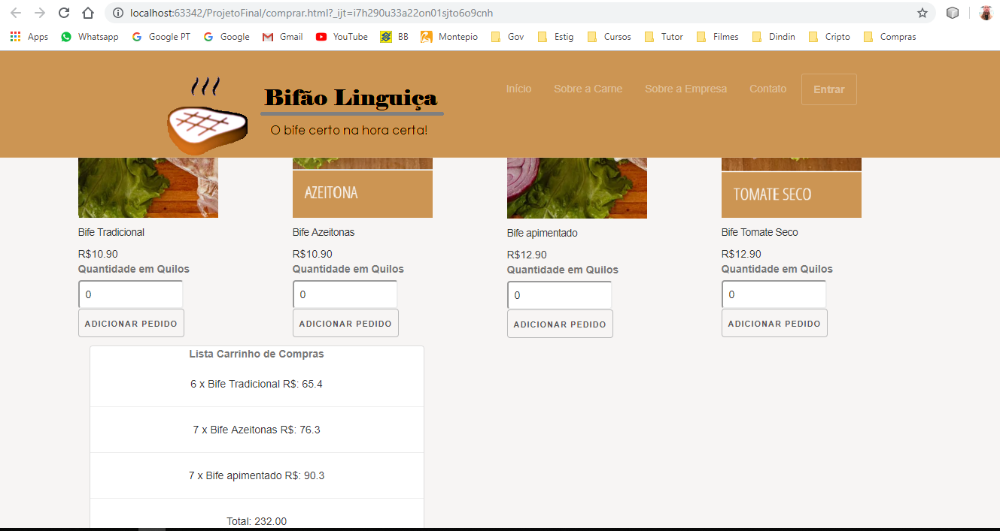 localhost:63342/ProjetoFinal/comprar.html?_ijt=i7h290u33a22on01sjto6o9cnh
Apps Whatsapp Google PT Google Gmail YouTube BB Montepio Gov Estig Cursos Tutor Filmes Dindin Cripto Compras
Bifão Linguiça
O bife certo na hora certa!
Início Sobre a Carne Sobre a Empresa Contato Entrar
AZEITONA TOMATE SECO
Bife Tradicional Bife Azeitonas Bife apimentado Bife Tomate Seco
R$10.90 R$10.90 R$12.90 R$12.90
Quantidade em Quilos Quantidade em Quilos Quantidade em Quilos Quantidade em Quilos
0 0 0 0
ADICIONAR PEDIDO ADICIONAR PEDIDO ADICIONAR PEDIDO ADICIONAR PEDIDO
Lista Carrinho de Compras
6 x Bife Tradicional R$: 65.4
7 x Bife Azeitonas R$: 76.3
7 x Bife apimentado R$: 90.3
Total: 232.00